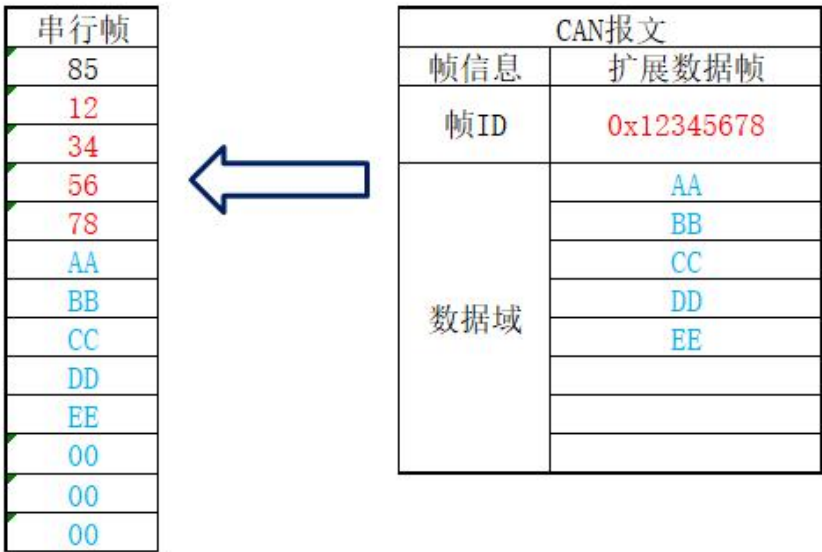 串行帧
85
12
34
56
78
AA
BB
CC
DD
EE
00
00
00
CAN报文
帧信息 扩展数据帧
帧ID 0x12345678
数据域
AA
BB
CC
DD
EE